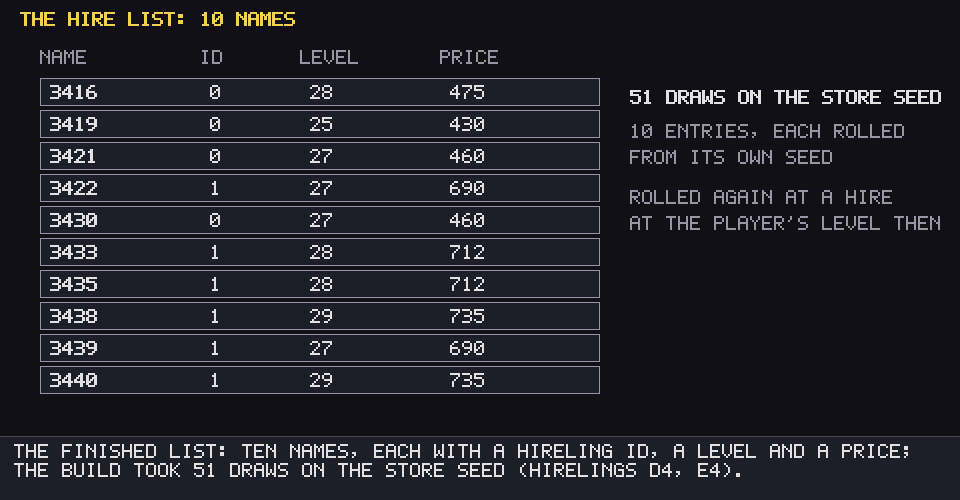 THE HIRE LIST: 10 NAMES
NAME ID LEVEL PRICE
3416 0 28 475
3419 0 25 430
3421 0 27 460
3422 1 27 690
3430 0 27 460
3433 1 28 712
3435 1 28 712
3438 1 29 735
3439 1 27 690
3440 1 29 735
51 DRAWS ON THE STORE SEED
10 ENTRIES, EACH ROLLED
FROM ITS OWN SEED
ROLLED AGAIN AT A HIRE
AT THE PLAYER'S LEVEL THEN
THE FINISHED LIST: TEN NAMES, EACH WITH A HIRELING ID, A LEVEL AND A PRICE;
THE BUILD TOOK 51 DRAWS ON THE STORE SEED (HIRELINGS D4, E4).